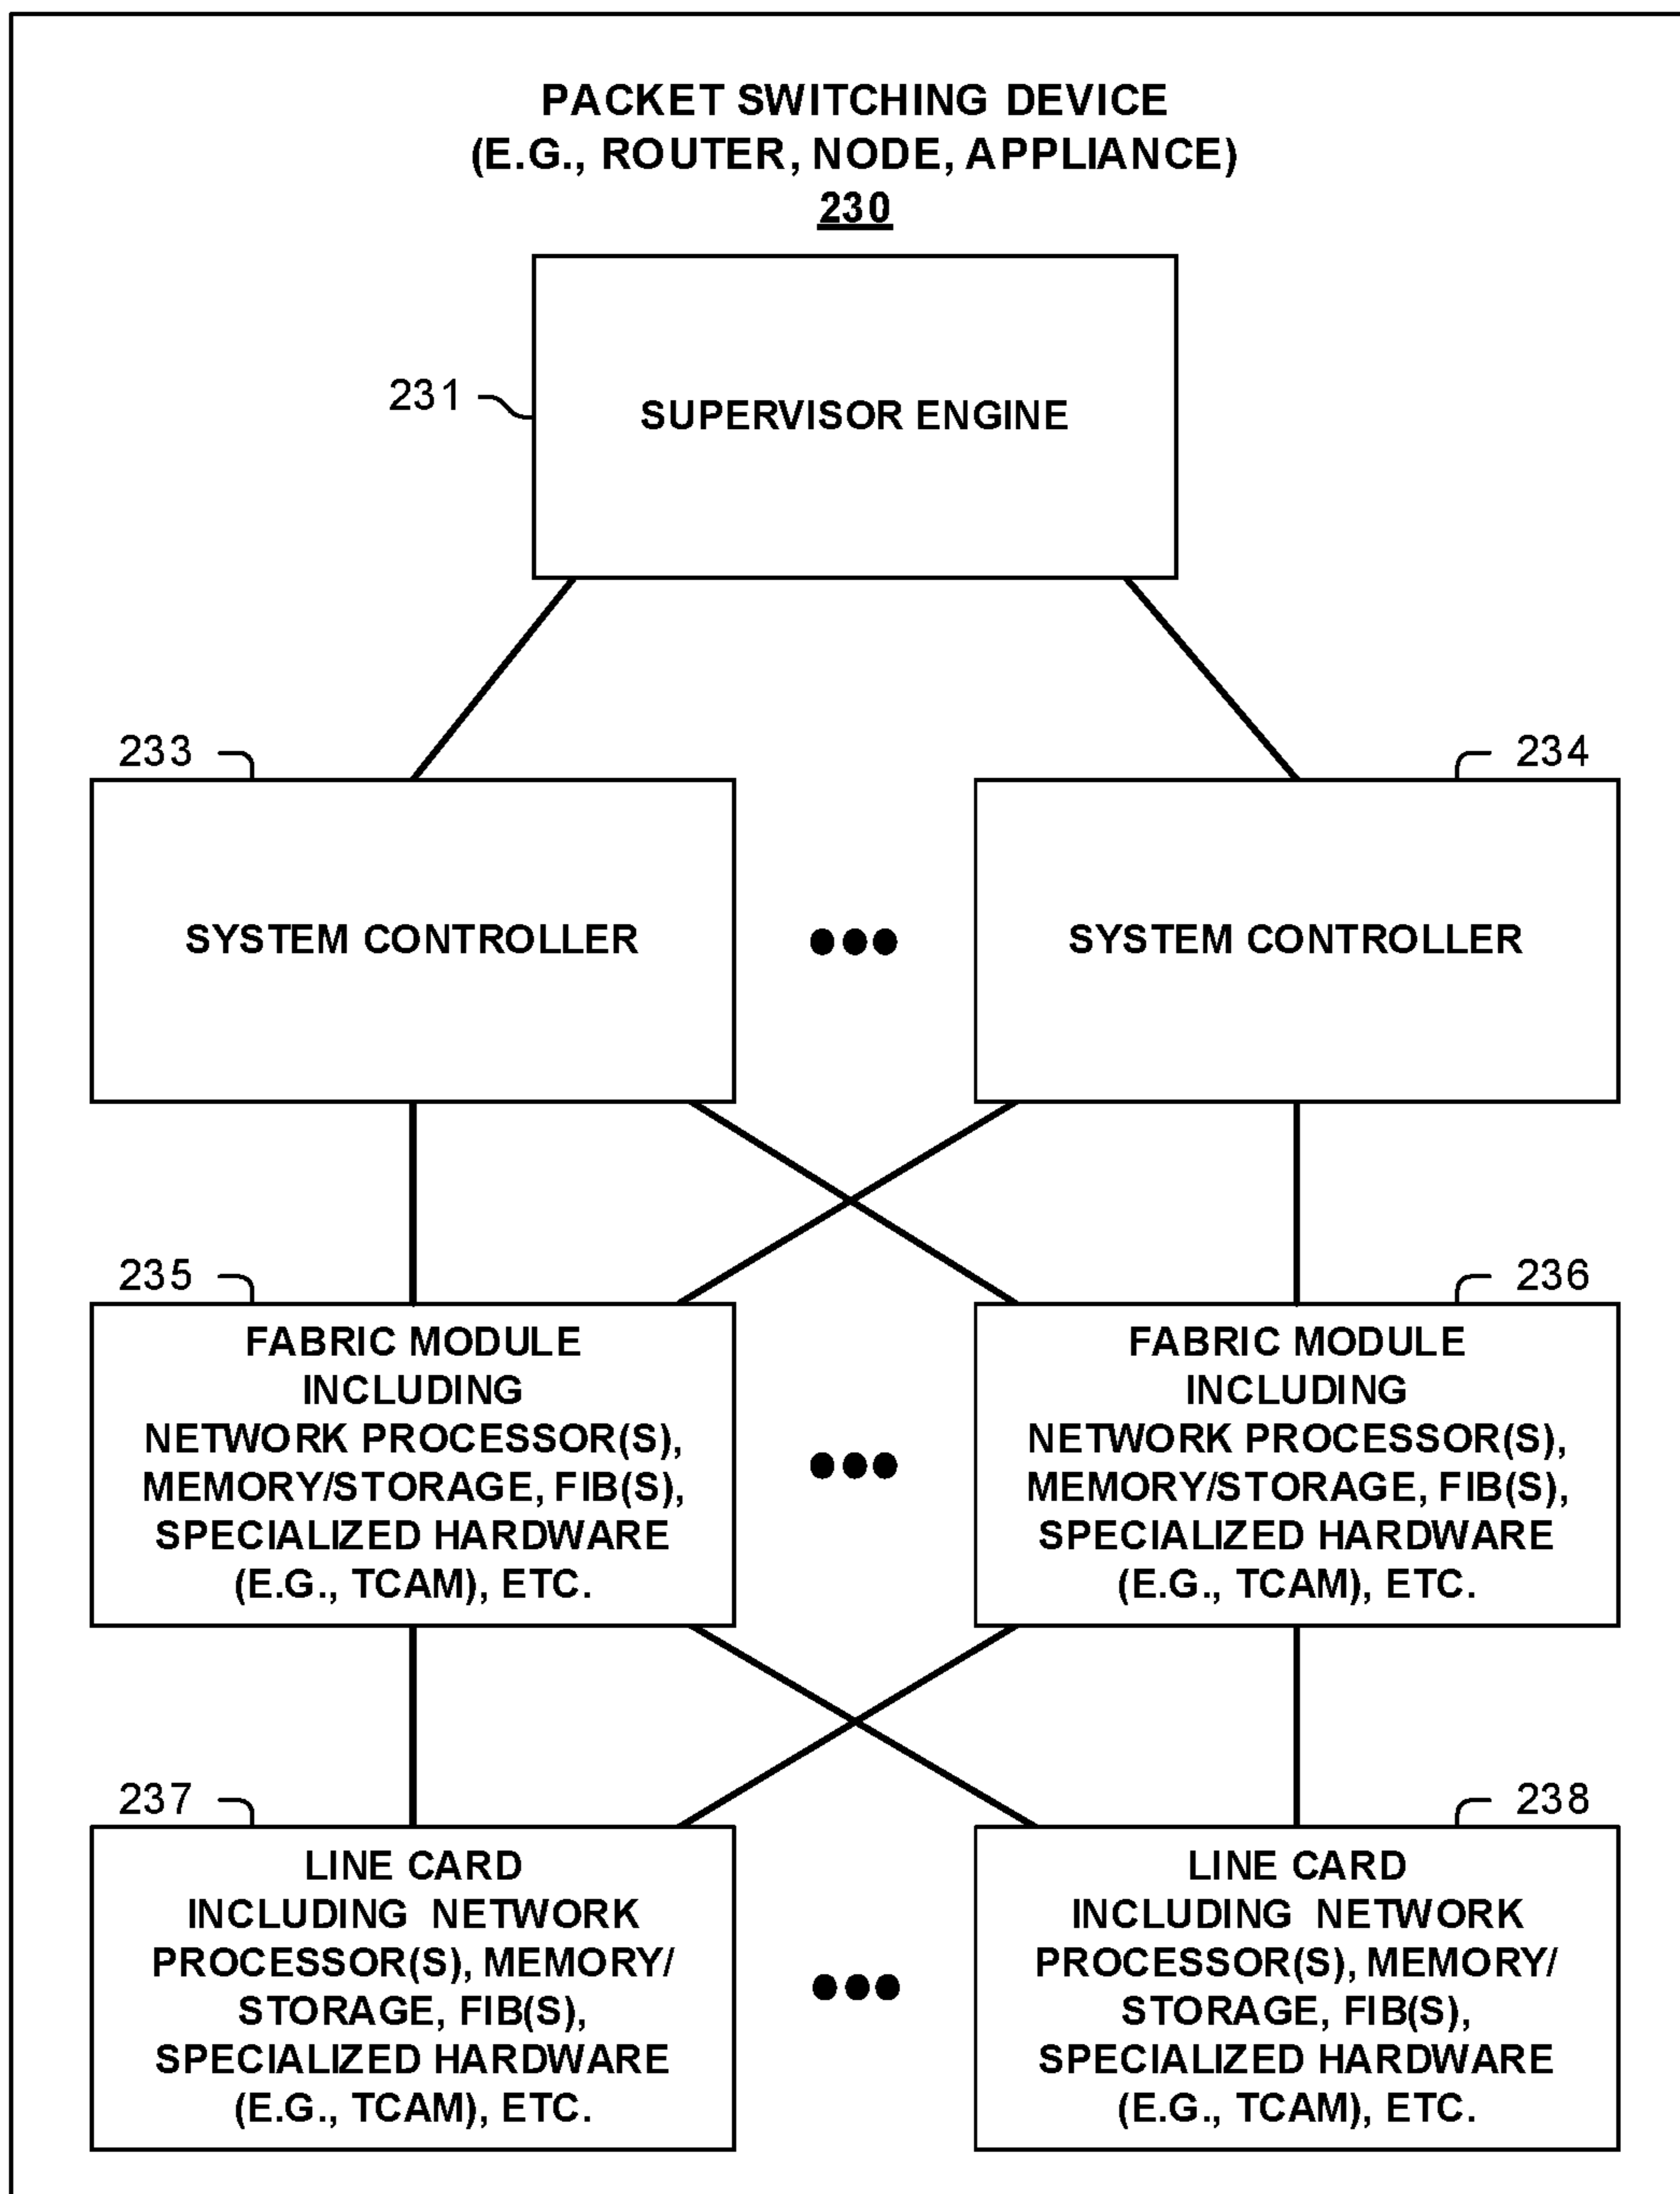 PACKET SWITCHING DEVICE
(E.G., ROUTER, NODE, APPLIANCE)
230
231
SUPERVISOR ENGINE
233
234
SYSTEM CONTROLLER
SYSTEM CONTROLLER
235
236
FABRIC MODULE
INCLUDING
NETWORK PROCESSOR(S),
MEMORY/STORAGE, FIB(S),
SPECIALIZED HARDWARE
(E.G., TCAM), ETC.
FABRIC MODULE
INCLUDING
NETWORK PROCESSOR(S),
MEMORY/STORAGE, FIB(S),
SPECIALIZED HARDWARE
(E.G., TCAM), ETC.
237
238
LINE CARD
INCLUDING NETWORK
PROCESSOR(S), MEMORY/
STORAGE, FIB(S),
SPECIALIZED HARDWARE
(E.G., TCAM), ETC.
LINE CARD
INCLUDING NETWORK
PROCESSOR(S), MEMORY/
STORAGE, FIB(S),
SPECIALIZED HARDWARE
(E.G., TCAM), ETC.